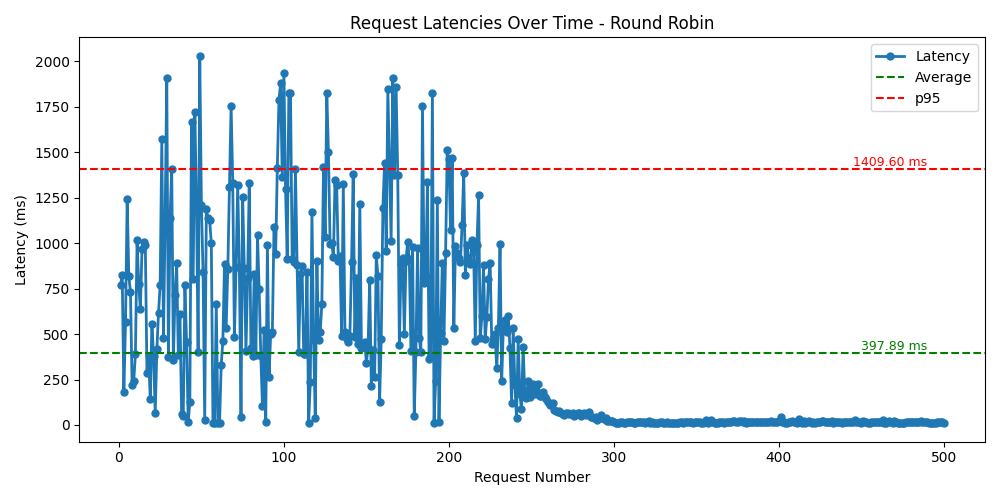 Request Latencies Over Time - Round Robin
Latency (ms)
2000
1750
1500
1250
1000
750
500
250
0
Latency
Average
p95
1409.60 ms
397.89 ms
0
100
200
300
400
500
Request Number